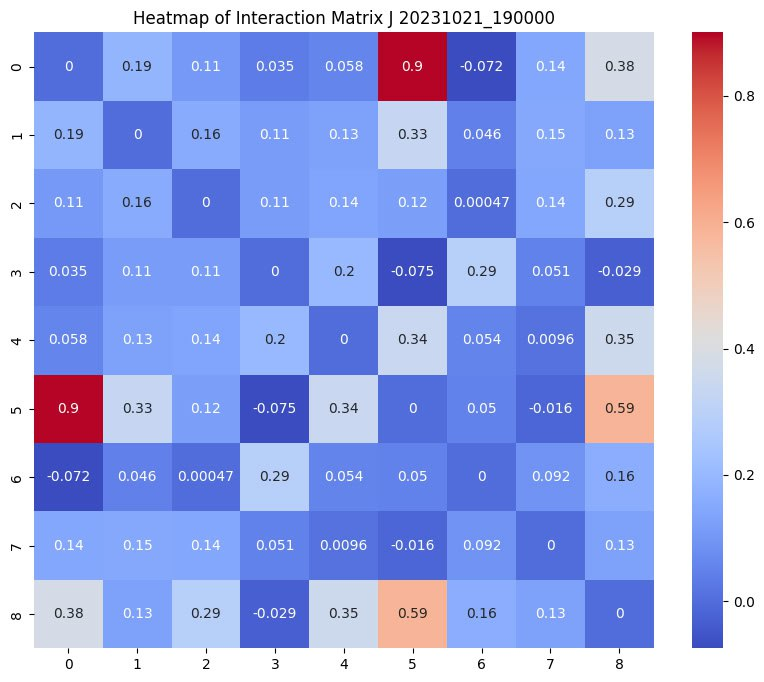 Heatmap of Interaction Matrix J 20231021_190000
0 0 0.19 0.11 0.035 0.058 0.9 -0.072 0.14 0.38
1 0.19 0 0.16 0.11 0.13 0.33 0.046 0.15 0.13
2 0.11 0.16 0 0.11 0.14 0.12 0.00047 0.14 0.29
3 0.035 0.11 0.11 0 0.2 -0.075 0.29 0.051 -0.029
4 0.058 0.13 0.14 0.2 0 0.34 0.054 0.0096 0.35
5 0.9 0.33 0.12 -0.075 0.34 0 0.05 -0.016 0.59
6 -0.072 0.046 0.00047 0.29 0.054 0.05 0 0.092 0.16
7 0.14 0.15 0.14 0.051 0.0096 -0.016 0.092 0 0.13
8 0.38 0.13 0.29 -0.029 0.35 0.59 0.16 0.13 0
0 1 2 3 4 5 6 7 8
0.8
0.6
0.4
0.2
0.0